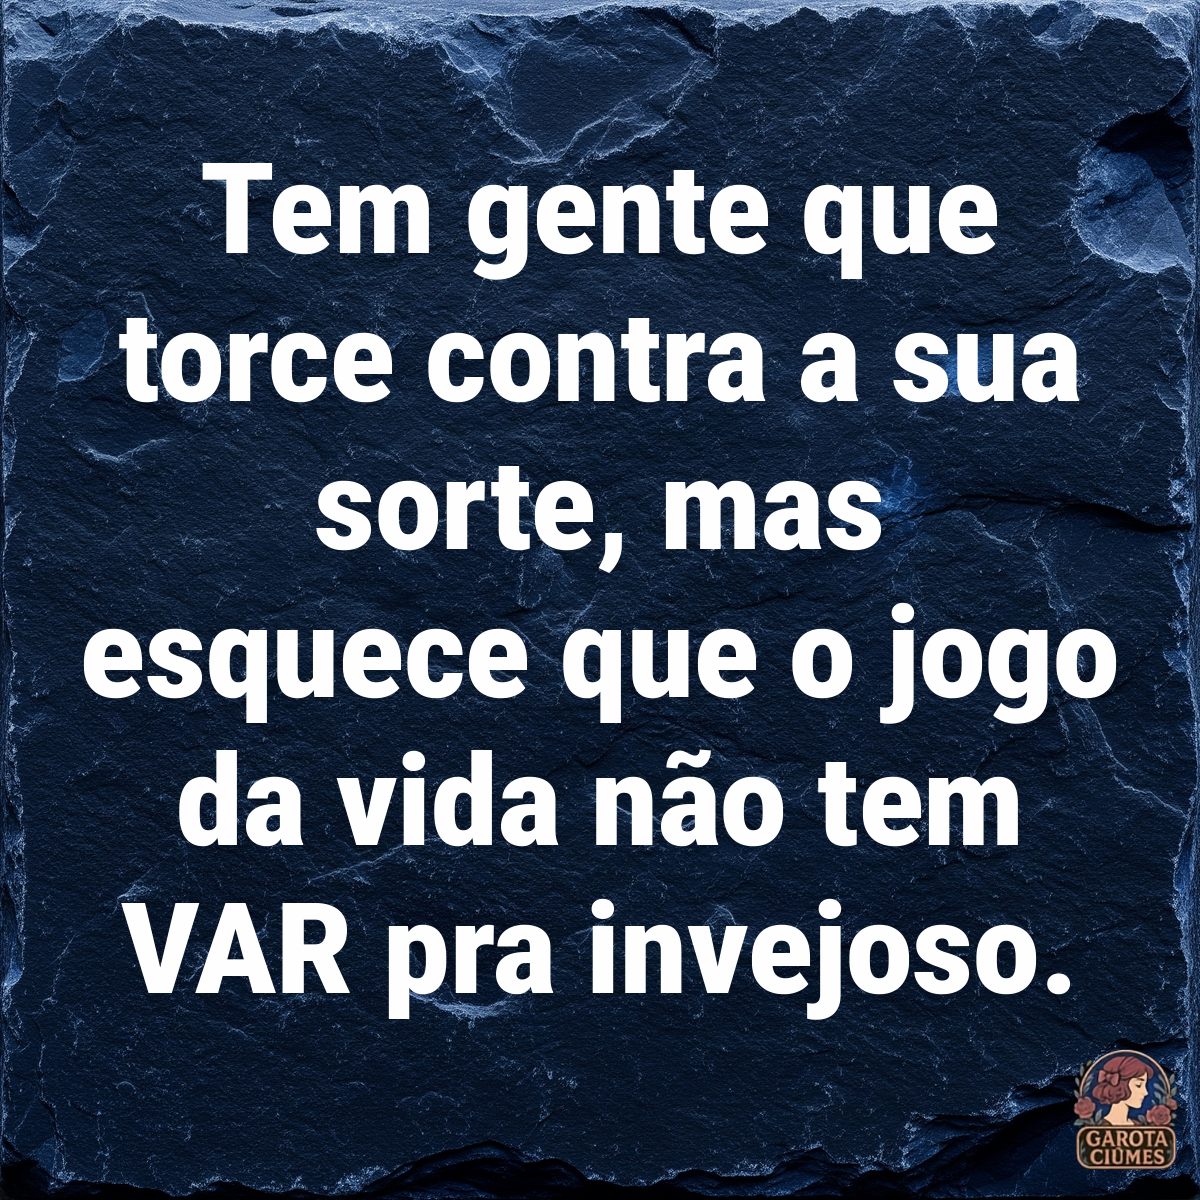 Tem gente que
torce contra a sua
sorte, mas
esquece que o jogo
da vida não tem
VAR pra invejoso.
GAROTA
CIÚMES